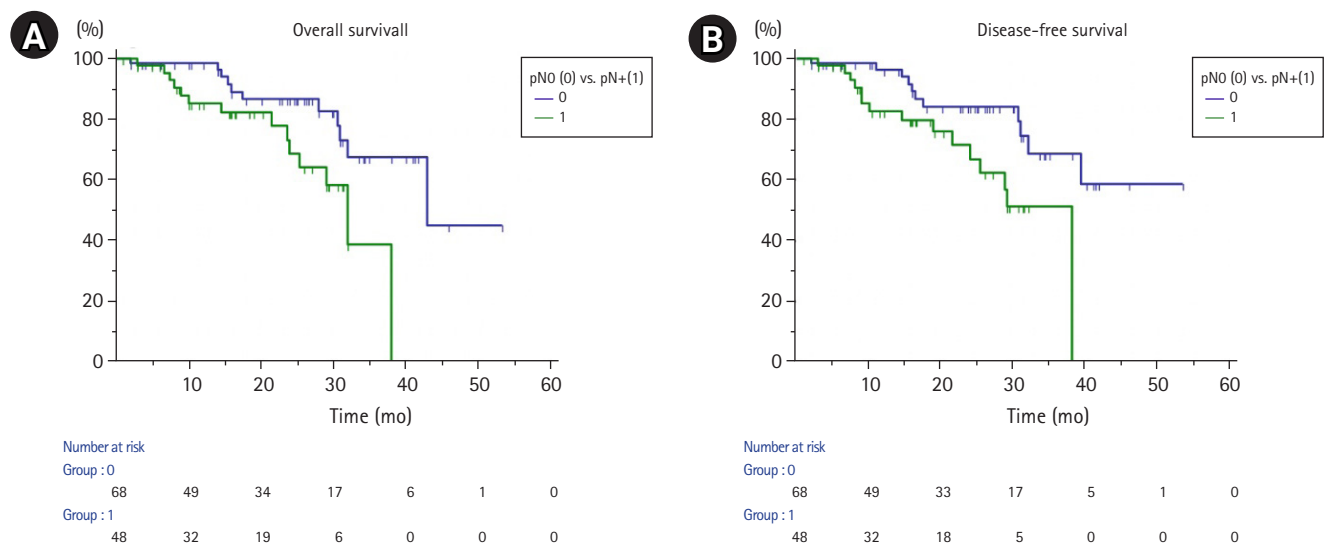 A
(%)
Overall survivall
100
80
60
40
20
0
10 20 30 40 50 60
Time (mo)
pN0 (0) vs. pN+(1)
0
1
Number at risk
Group : 0
68 49 34 17 6 1 0
Group : 1
48 32 19 6 0 0 0
B
(%)
Disease-free survival
100
80
60
40
20
0
10 20 30 40 50 60
Time (mo)
pN0 (0) vs. pN+(1)
0
1
Number at risk
Group : 0
68 49 33 17 5 1 0
Group : 1
48 32 18 5 0 0 0